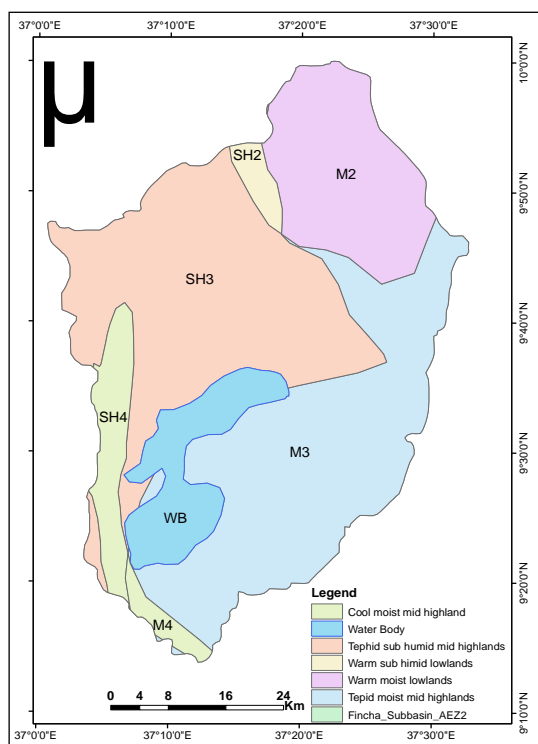 37°0'0"E 37°10'0"E 37°20'0"E 37°30'0"E
µ
10°0'0"N
SH2
M2
9°50'0"N
SH3
9°40'0"N
SH4
M3
9°30'0"N
WB
9°20'0"N
M4
Legend
Cool moist mid highland
Water Body
Tephid sub humid mid highlands
Warm sub himid lowlands
Warm moist lowlands
Tepid moist mid highlands
Fincha_Subbasin_AEZ2
0 4 8 16 24
Km
9°10'0"N
37°0'0"E 37°10'0"E 37°20'0"E 37°30'0"E